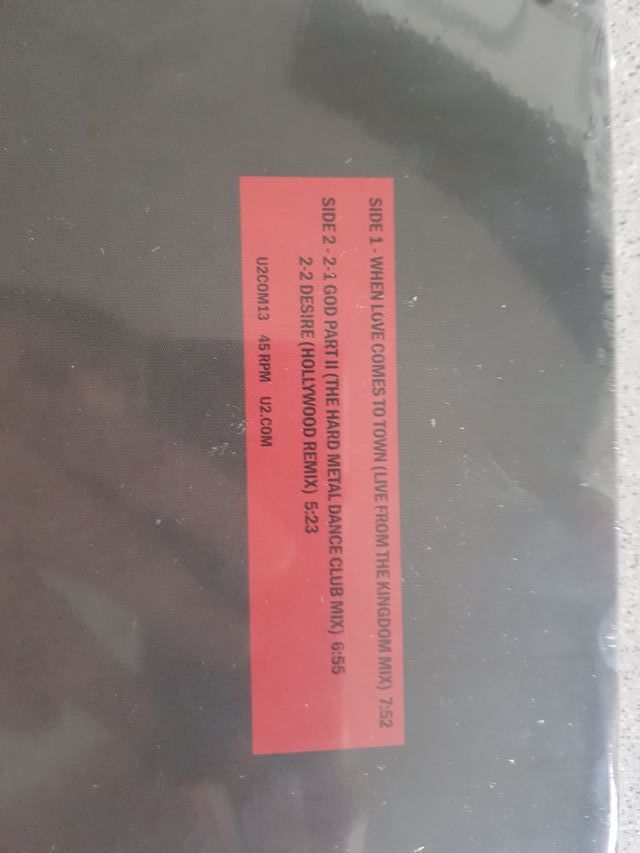 SIDE 1 - WHEN LOVE COMES TO TOWN (LIVE FROM THE KINGDOM MIX) 7:52
SIDE 2 - 2-1 GOD PART II (THE HARD METAL DANCE CLUB MIX) 6:55
2-2 DESIRE (HOLLYWOOD REMIX) 5:23
U2COM13 45 RPM U2.COM